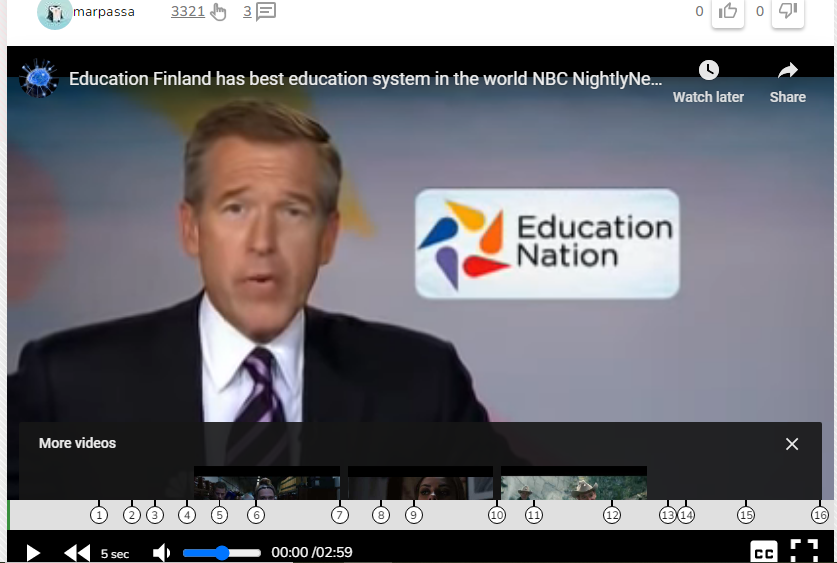 marpassa 3321 3 0 0
Education Finland has best education system in the world NBC NightlyNe...
Watch later Share
Education
Nation
More videos
1 2 3 4 5 6 7 8 9 10 11 12 13 14 15 16
5 sec 00:00 /02:59 CC